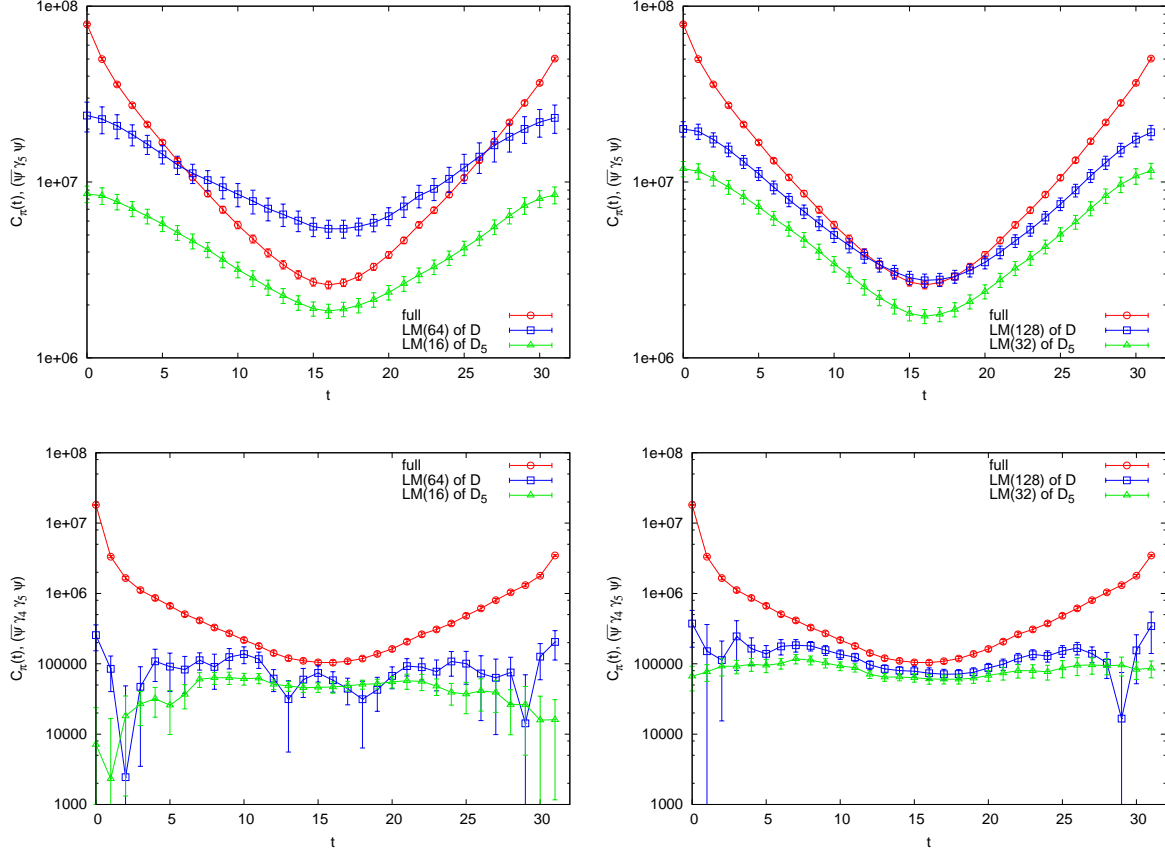 1e+08
1e+07
1e+06
C_π(t), (ψ̄ γ₅ ψ)
0 5 10 15 20 25 30
t
full
LM(64) of D
LM(16) of D₅
1e+08
1e+07
1e+06
C_π(t), (ψ̄ γ₅ ψ)
0 5 10 15 20 25 30
t
full
LM(128) of D
LM(32) of D₅
1e+08
1e+07
1e+06
100000
10000
1000
C_π(t), (ψ̄ γ₄ γ₅ ψ)
0 5 10 15 20 25 30
t
full
LM(64) of D
LM(16) of D₅
1e+08
1e+07
1e+06
100000
10000
1000
C_π(t), (ψ̄ γ₄ γ₅ ψ)
0 5 10 15 20 25 30
t
full
LM(128) of D
LM(32) of D₅